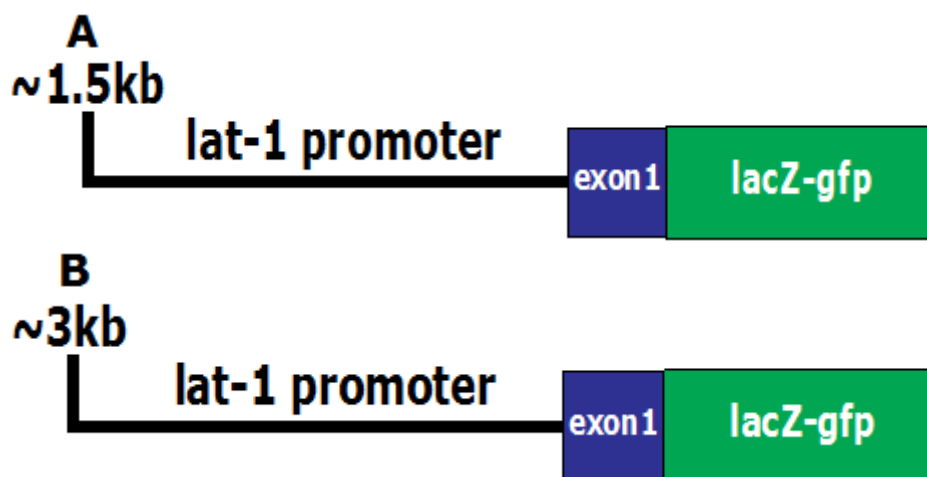 A
~1.5kb
lat-1 promoter
exon1 lacZ-gfp
B
~3kb
lat-1 promoter
exon1 lacZ-gfp